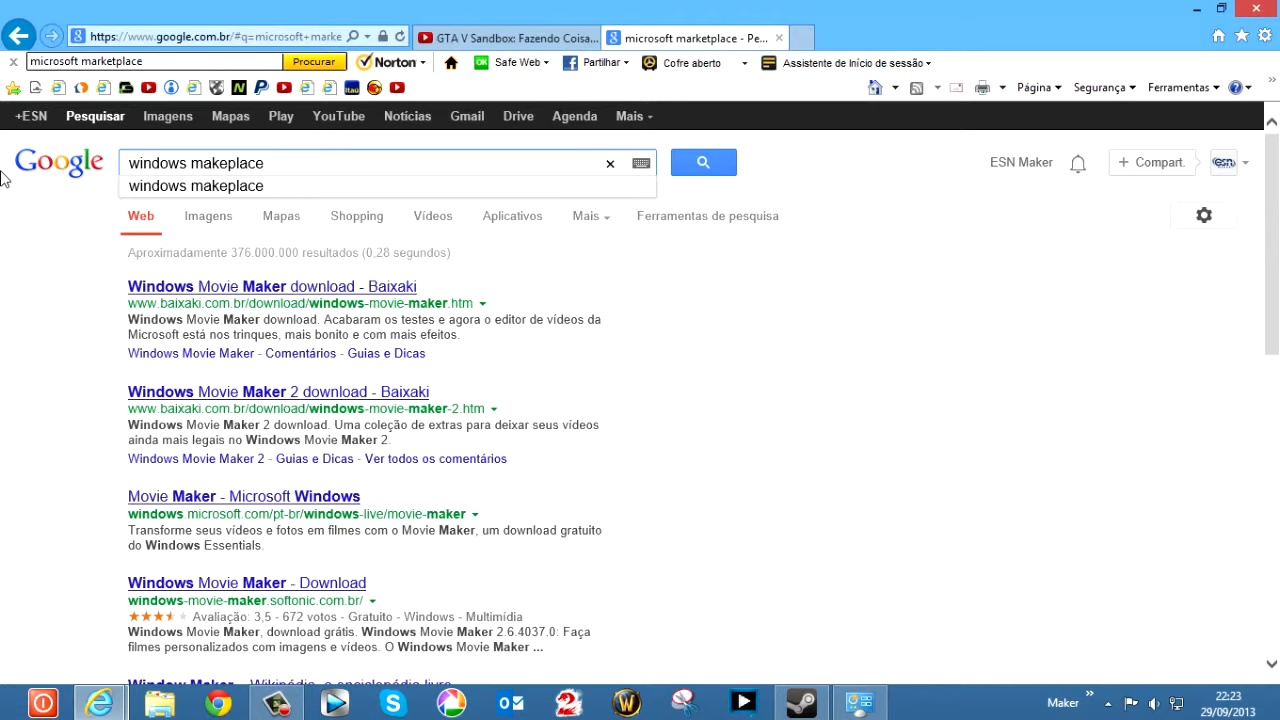 https://www.google.com.br/#q=microsoft+marke
GTA V Sandbox: Fazendo Coisa...
microsoft marketplace - Pe...
microsoft marketplace
Procurar
Norton
OK Safe Web
Partilhar
Cofre aberto
Assistente de Início de sessão
Página
Segurança
Ferramentas
+ESN Pesquisar Imagens Mapas Play YouTube Notícias Gmail Drive Agenda Mais
Google
windows makeplace
ESN Maker
+ Compart.
esn
windows makeplace
Web Imagens Mapas Shopping Vídeos Aplicativos Mais Ferramentas de pesquisa
Aproximadamente 376.000.000 resultados (0,28 segundos)
Windows Movie Maker download - Baixaki
www.baixaki.com.br/download/windows-movie-maker.htm
Windows Movie Maker download. Acabaram os testes e agora o editor de vídeos da
Microsoft está nos trinques, mais bonito e com mais efeitos.
Windows Movie Maker - Comentários - Guias e Dicas
Windows Movie Maker 2 download - Baixaki
www.baixaki.com.br/download/windows-movie-maker-2.htm
Windows Movie Maker 2 download. Uma coleção de extras para deixar seus vídeos
ainda mais legais no Windows Movie Maker 2.
Windows Movie Maker 2 - Guias e Dicas - Ver todos os comentários
Movie Maker - Microsoft Windows
windows.microsoft.com/pt-br/windows-live/movie-maker
Transforme seus vídeos e fotos em filmes com o Movie Maker, um download gratuito
do Windows Essentials.
Windows Movie Maker - Download
windows-movie-maker.softonic.com.br/
Avaliação: 3,5 - 672 votos - Gratuito - Windows - Multimídia
Windows Movie Maker, download grátis. Windows Movie Maker 2.6.4037.0: Faça
filmes personalizados com imagens e vídeos. O Windows Movie Maker ...
Windows Movie Maker - Wikipédia, a enciclopédia livre
Maker
22:23
29/09/2013